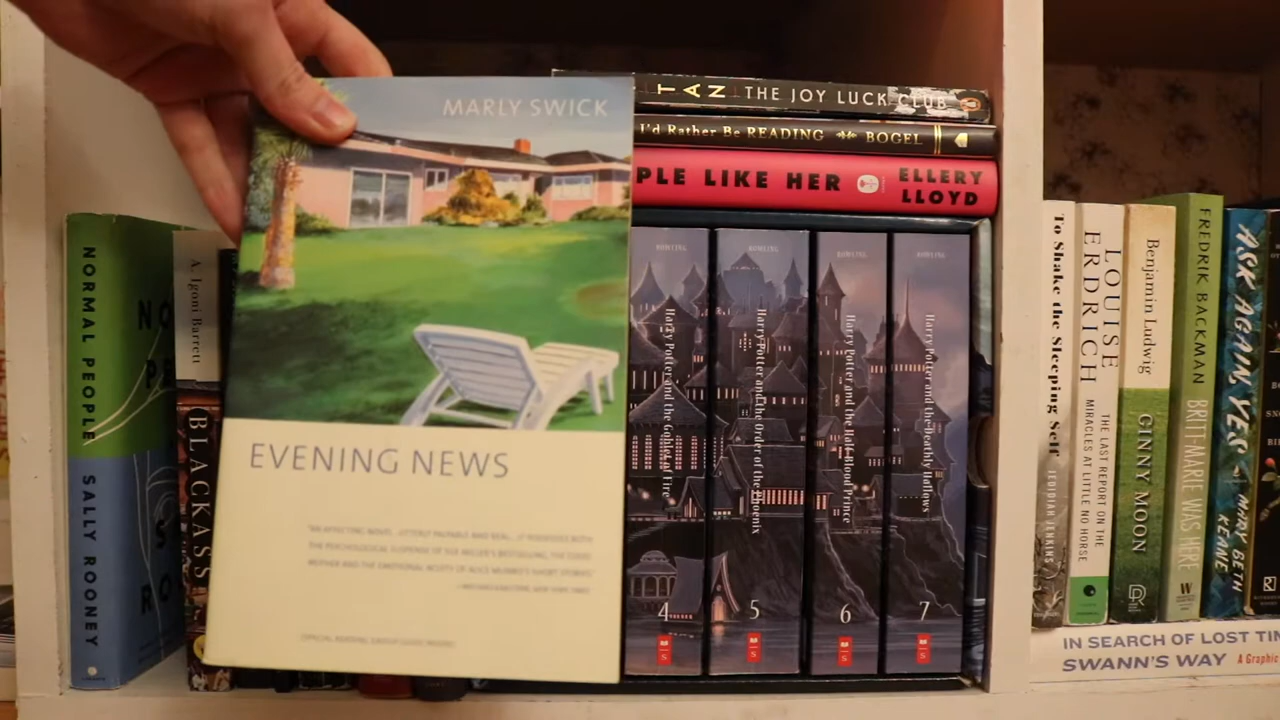 MARLY SWICK
EVENING NEWS
NORMAL PEOPLE
SALLY ROONEY
A. Igoni Barrett
BLACKASS
TAN THE JOY LUCK CLUB
I'd Rather Be READING BOGEL
PLE LIKE HER
ELLERY
LLOYD
ROWLING
Harry Potter and the Goblet of Fire
4
ROWLING
Harry Potter and the Order of the Phoenix
5
ROWLING
Harry Potter and the Half-Blood Prince
6
ROWLING
Harry Potter and the Deathly Hallows
7
To Shake the Sleeping Self
JEDIDIAH JENKINS
LOUISE
ERDRICH
THE LAST REPORT ON THE
MIRACLES AT LITTLE NO HORSE
Benjamin Ludwig
GINNY MOON
FREDRIK BACKMAN
BRITT-MARIE WAS HERE
ASK AGAIN, YES
MARY BETH
KEANE
IN SEARCH OF LOST TIM
SWANN'S WAY A Graphic